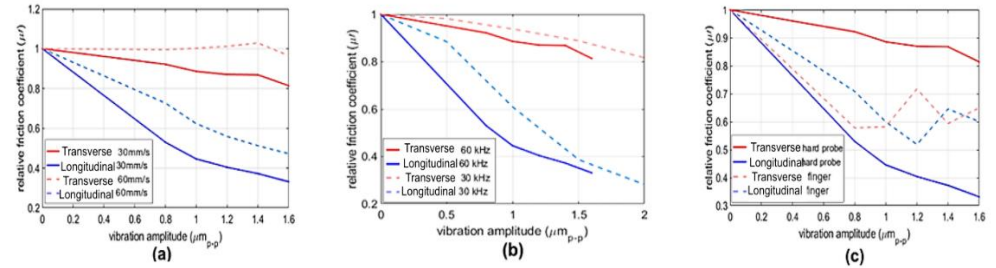 relative friction coefficient (μr)
1.2
1
0.8
0.6
0.4
0.2
Transverse 30mm/s
Longitudinal 30mm/s
Transverse 60mm/s
Longitudinal 60mm/s
0 0.2 0.4 0.6 0.8 1 1.2 1.4 1.6
vibration amplitude (μm p-p)
(a)
relative friction coefficient (μr)
1
0.8
0.6
0.4
0.2
Transverse 60 kHz
Longitudinal 60 kHz
Transverse 30 kHz
Longitudinal 30 kHz
0 0.5 1 1.5 2
vibration amplitude (μm p-p)
(b)
relative friction coefficient (μr)
1
0.9
0.8
0.7
0.6
0.5
0.4
0.3
Transverse hard probe
Longitudinal hard probe
Transverse finger
Longitudinal finger
0 0.2 0.4 0.6 0.8 1 1.2 1.4 1.6
vibration amplitude (μm p-p)
(c)